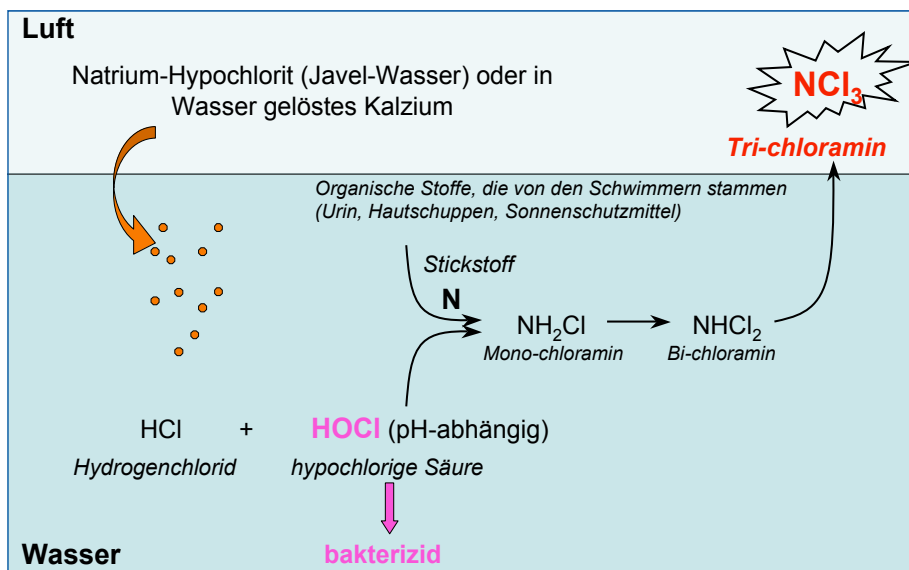 Luft
Natrium-Hypochlorit (Javel-Wasser) oder in
Wasser gelöstes Kalzium
NCl₃
Tri-chloramin
Organische Stoffe, die von den Schwimmern stammen
(Urin, Hautschuppen, Sonnenschutzmittel)
Stickstoff
N
NH₂Cl
Mono-chloramin
NHCl₂
Bi-chloramin
HCl + HOCl (pH-abhängig)
Hydrogenchlorid hypochlorige Säure
Wasser
bakterizid